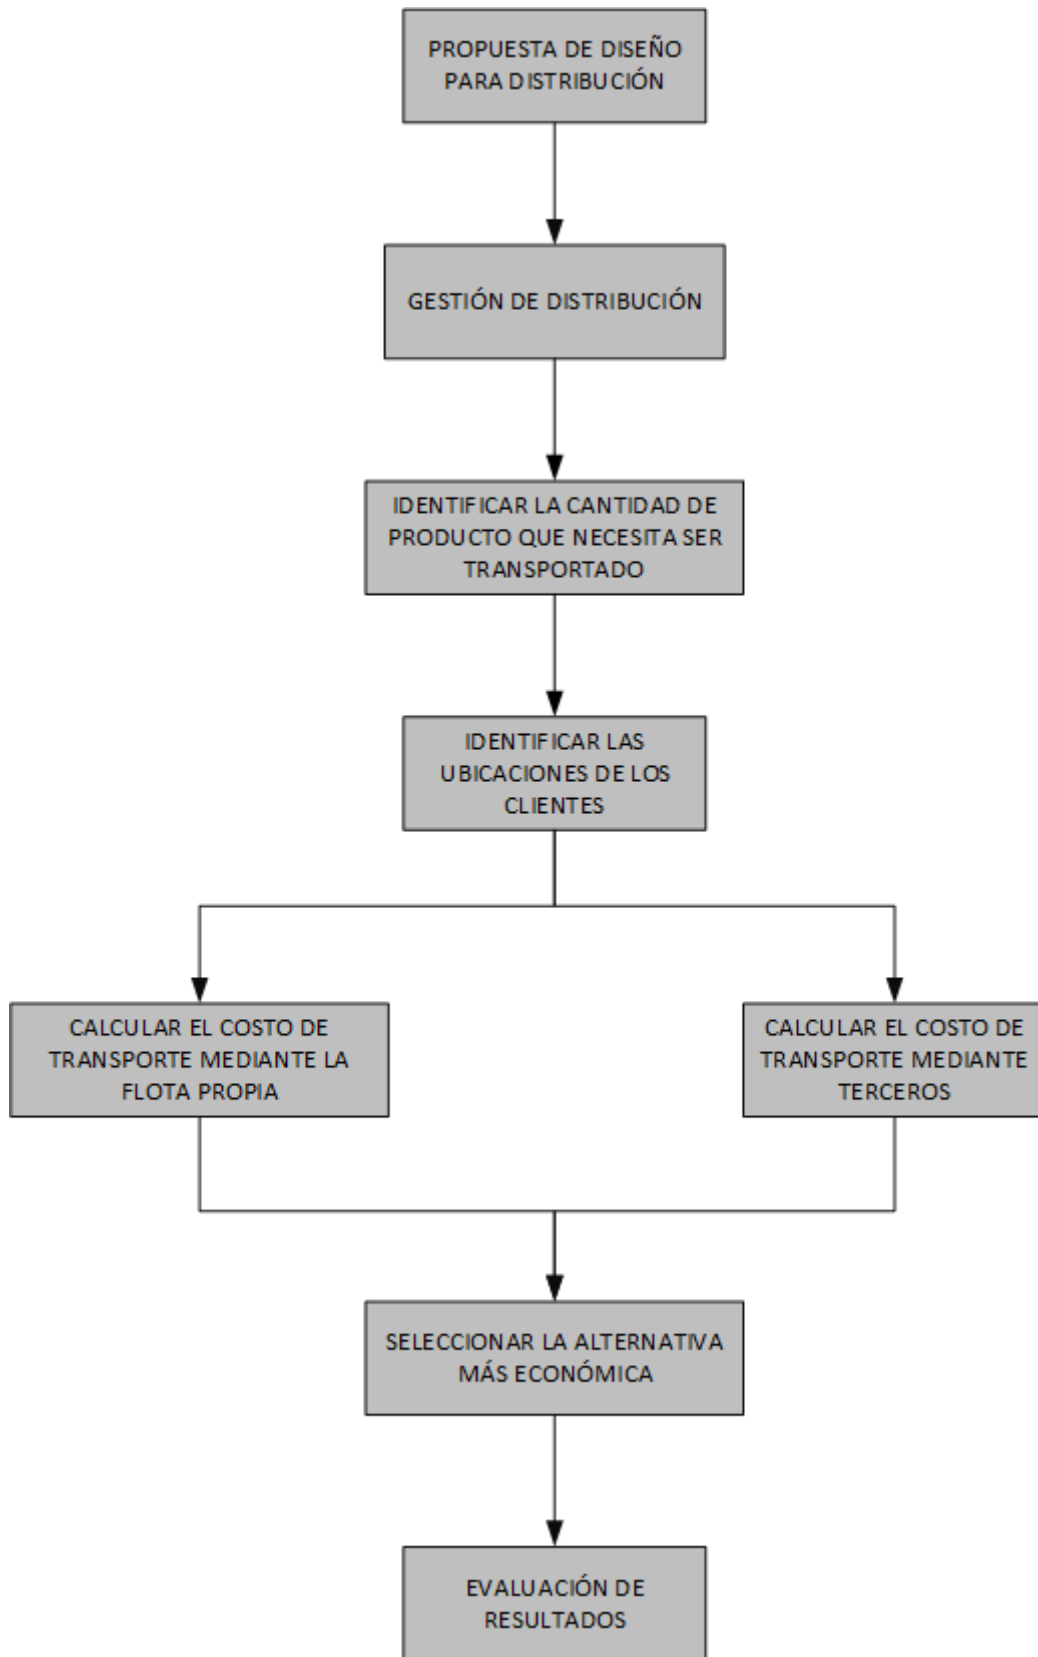 PROPUESTA DE DISEÑO
PARA DISTRIBUCIÓN
GESTIÓN DE DISTRIBUCIÓN
IDENTIFICAR LA CANTIDAD DE
PRODUCTO QUE NECESITA SER
TRANSPORTADO
IDENTIFICAR LAS
UBICACIONES DE LOS
CLIENTES
CALCULAR EL COSTO DE
TRANSPORTE MEDIANTE LA
FLOTA PROPIA
CALCULAR EL COSTO DE
TRANSPORTE MEDIANTE
TERCEROS
SELECCIONAR LA ALTERNATIVA
MÁS ECONÓMICA
EVALUACIÓN DE
RESULTADOS